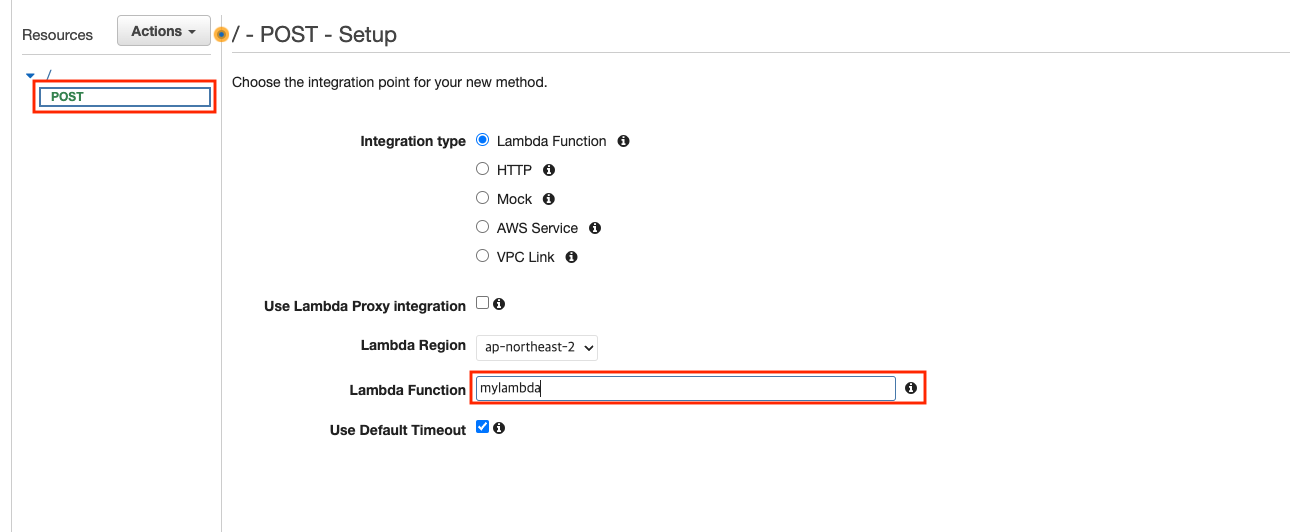 Resources
Actions
/ - POST - Setup
/
POST
Choose the integration point for your new method.
Integration type
Lambda Function
HTTP
Mock
AWS Service
VPC Link
Use Lambda Proxy integration
Lambda Region
ap-northeast-2
Lambda Function
mylambda
Use Default Timeout